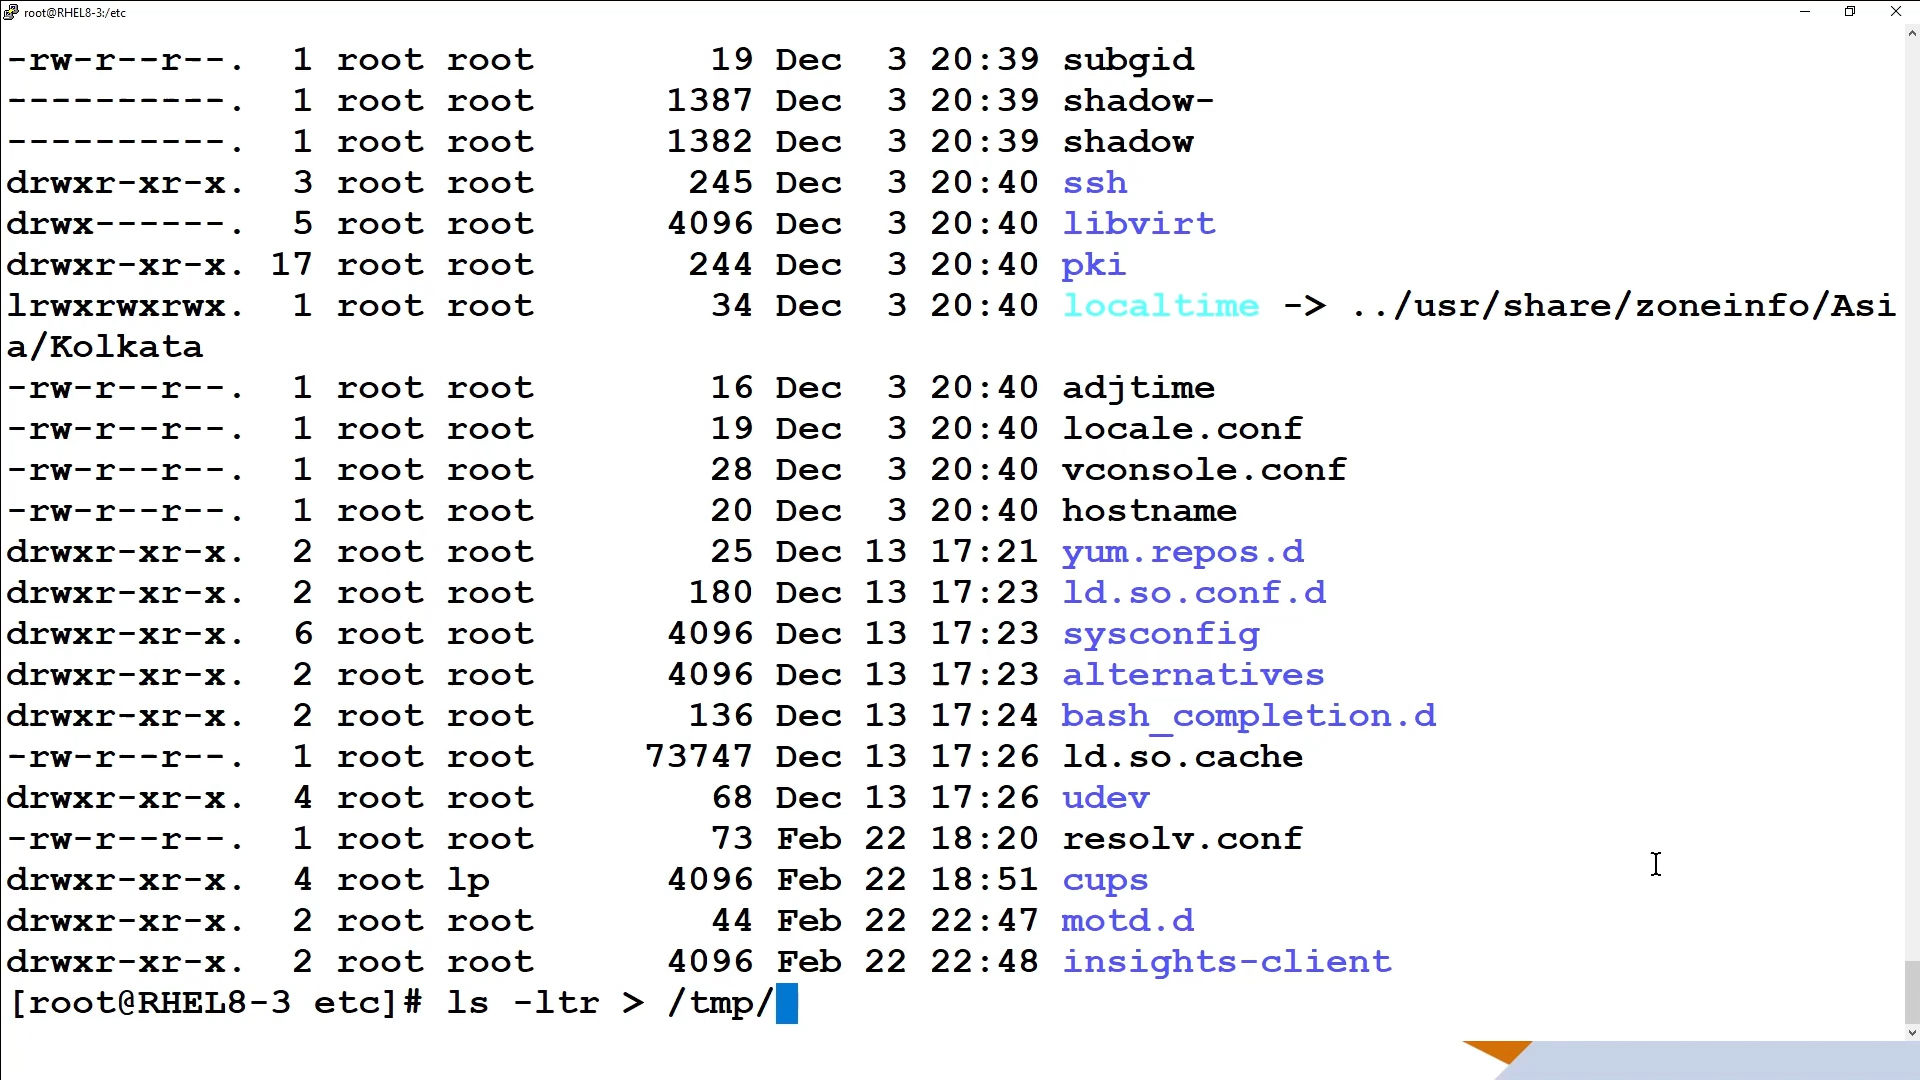 root@RHEL8-3:/etc
-rw-r--r--. 1 root root 19 Dec 3 20:39 subgid
----------. 1 root root 1387 Dec 3 20:39 shadow-
----------. 1 root root 1382 Dec 3 20:39 shadow
drwxr-xr-x. 3 root root 245 Dec 3 20:40 ssh
drwx------. 5 root root 4096 Dec 3 20:40 libvirt
drwxr-xr-x. 17 root root 244 Dec 3 20:40 pki
lrwxrwxrwx. 1 root root 34 Dec 3 20:40 localtime -> ../usr/share/zoneinfo/Asi
a/Kolkata
-rw-r--r--. 1 root root 16 Dec 3 20:40 adjtime
-rw-r--r--. 1 root root 19 Dec 3 20:40 locale.conf
-rw-r--r--. 1 root root 28 Dec 3 20:40 vconsole.conf
-rw-r--r--. 1 root root 20 Dec 3 20:40 hostname
drwxr-xr-x. 2 root root 25 Dec 13 17:21 yum.repos.d
drwxr-xr-x. 2 root root 180 Dec 13 17:23 ld.so.conf.d
drwxr-xr-x. 6 root root 4096 Dec 13 17:23 sysconfig
drwxr-xr-x. 2 root root 4096 Dec 13 17:23 alternatives
drwxr-xr-x. 2 root root 136 Dec 13 17:24 bash_completion.d
-rw-r--r--. 1 root root 73747 Dec 13 17:26 ld.so.cache
drwxr-xr-x. 4 root root 68 Dec 13 17:26 udev
-rw-r--r--. 1 root root 73 Feb 22 18:20 resolv.conf
drwxr-xr-x. 4 root lp 4096 Feb 22 18:51 cups
drwxr-xr-x. 2 root root 44 Feb 22 22:47 motd.d
drwxr-xr-x. 2 root root 4096 Feb 22 22:48 insights-client
[root@RHEL8-3 etc]# ls -ltr > /tmp/